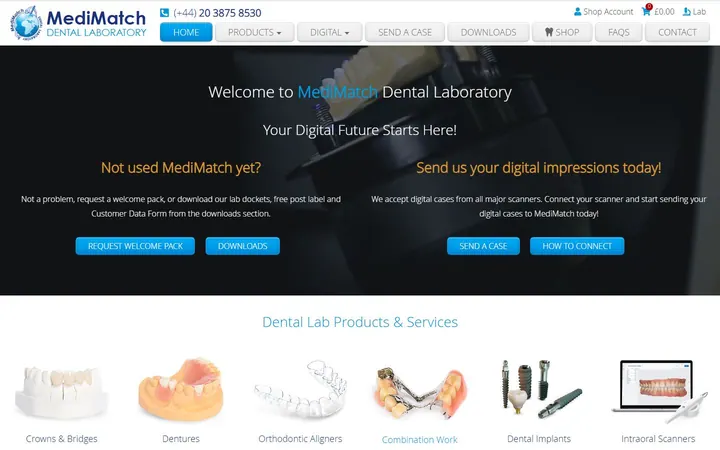 MediMatch
DENTAL LABORATORY
(+44) 20 3875 8530
Shop Account
0
£0.00
Lab
HOME
PRODUCTS
DIGITAL
SEND A CASE
DOWNLOADS
SHOP
FAQS
CONTACT
Welcome to MediMatch Dental Laboratory
Your Digital Future Starts Here!
Not used MediMatch yet?
Not a problem, request a welcome pack, or download our lab dockets, free post label and
Customer Data Form from the downloads section.
REQUEST WELCOME PACK
DOWNLOADS
Send us your digital impressions today!
We accept digital cases from all major scanners. Connect your scanner and start sending your
digital cases to MediMatch today!
SEND A CASE
HOW TO CONNECT
Dental Lab Products & Services
Crowns & Bridges
Dentures
Orthodontic Aligners
Combination Work
Dental Implants
Intraoral Scanners